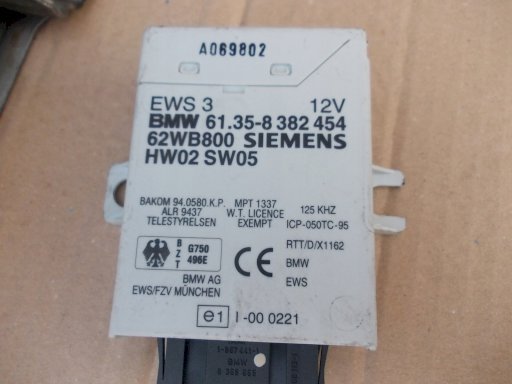 A069802
EWS 3 12V
BMW 61.35-8 382 454
62WB800 SIEMENS
HW02 SW05
BAKOM 94.0580.K.P. MPT 1337
ALR 9437 W.T. LICENCE 125 KHZ
TELESTYRELSEN EXEMPT ICP-050TC-95
BZT G750 496E CE RTT/D/X1162
BMW
BMW AG EWS
EWS/FZV MÜNCHEN
e1 I-00 0221
BMW